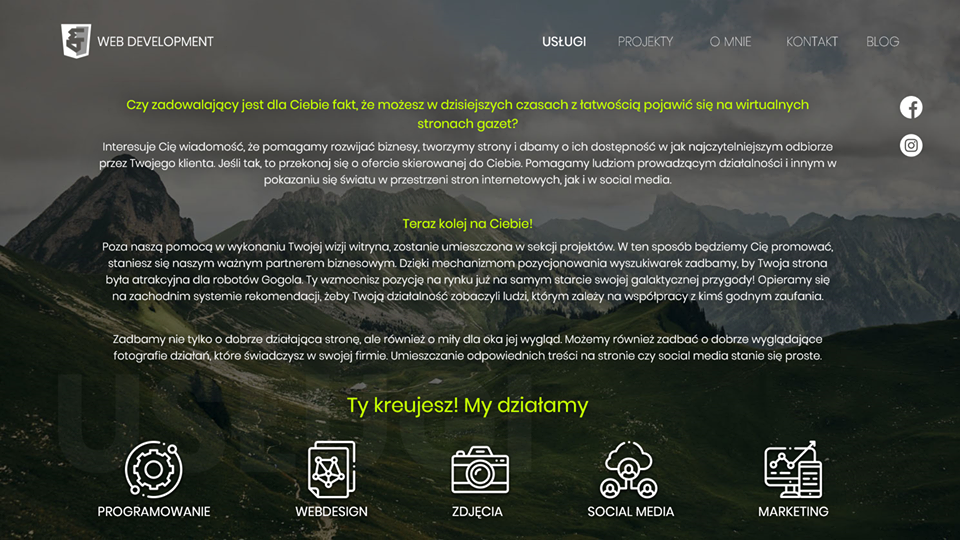 WEB DEVELOPMENT
USŁUGI
PROJEKTY
O MNIE
KONTAKT
BLOG
Czy zadowalający jest dla Ciebie fakt, że możesz w dzisiejszych czasach z łatwością pojawić się na wirtualnych
stronach gazet?
Interesuje Cię wiadomość, że pomagamy rozwijać biznesy, tworzymy strony i dbamy o ich dostępność w jak najczytelniejszym odbiorze
przez Twojego klienta. Jeśli tak, to przekonaj się o ofercie skierowanej do Ciebie. Pomagamy ludziom prowadzącym działalności i innym w
pokazaniu się światu w przestrzeni stron internetowych, jak i w social media.
Teraz kolej na Ciebie!
Poza naszą pomocą w wykonaniu Twojej wizji witryna, zostanie umieszczona w sekcji projektów. W ten sposób będziemy Cię promować,
staniesz się naszym ważnym partnerem biznesowym. Dzięki mechanizmom pozycjonowania wyszukiwarek zadbamy, by Twoja strona
była atrakcyjna dla robotów Gogola. Ty wzmocnisz pozycję na rynku już na samym starcie swojej galaktycznej przygody! Opieramy się
na zachodnim systemie rekomendacji, żeby Twoją działalność zobaczyli ludzi, którym zależy na współpracy z kimś godnym zaufania.
Zadbamy nie tylko o dobrze działająca stronę, ale również o miły dla oka jej wygląd. Możemy również zadbać o dobrze wyglądające
fotografie działań, które świadczysz w swojej firmie. Umieszczanie odpowiednich treści na stronie czy social media stanie się proste.
Ty kreujesz! My działamy
USŁUGI
PROGRAMOWANIE
WEBDESIGN
ZDJĘCIA
SOCIAL MEDIA
MARKETING